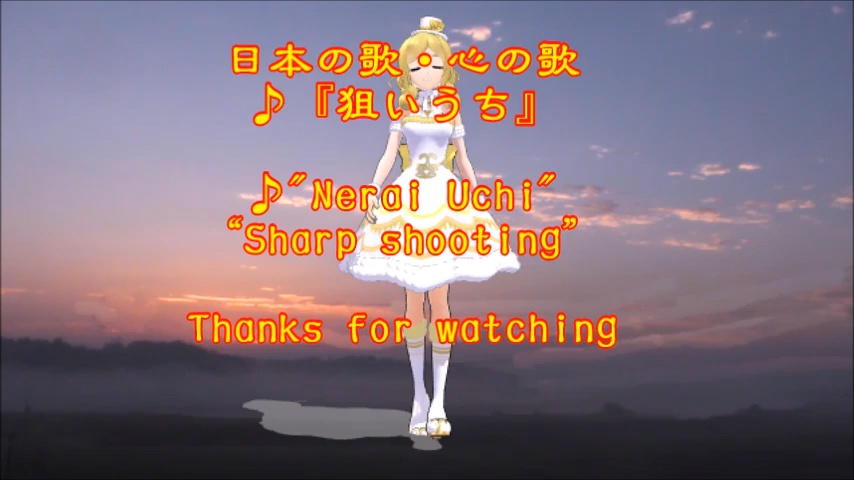 日本の歌・心の歌
♪『狙いうち』
♪"Nerai Uchi"
“Sharp shooting”
Thanks for watching